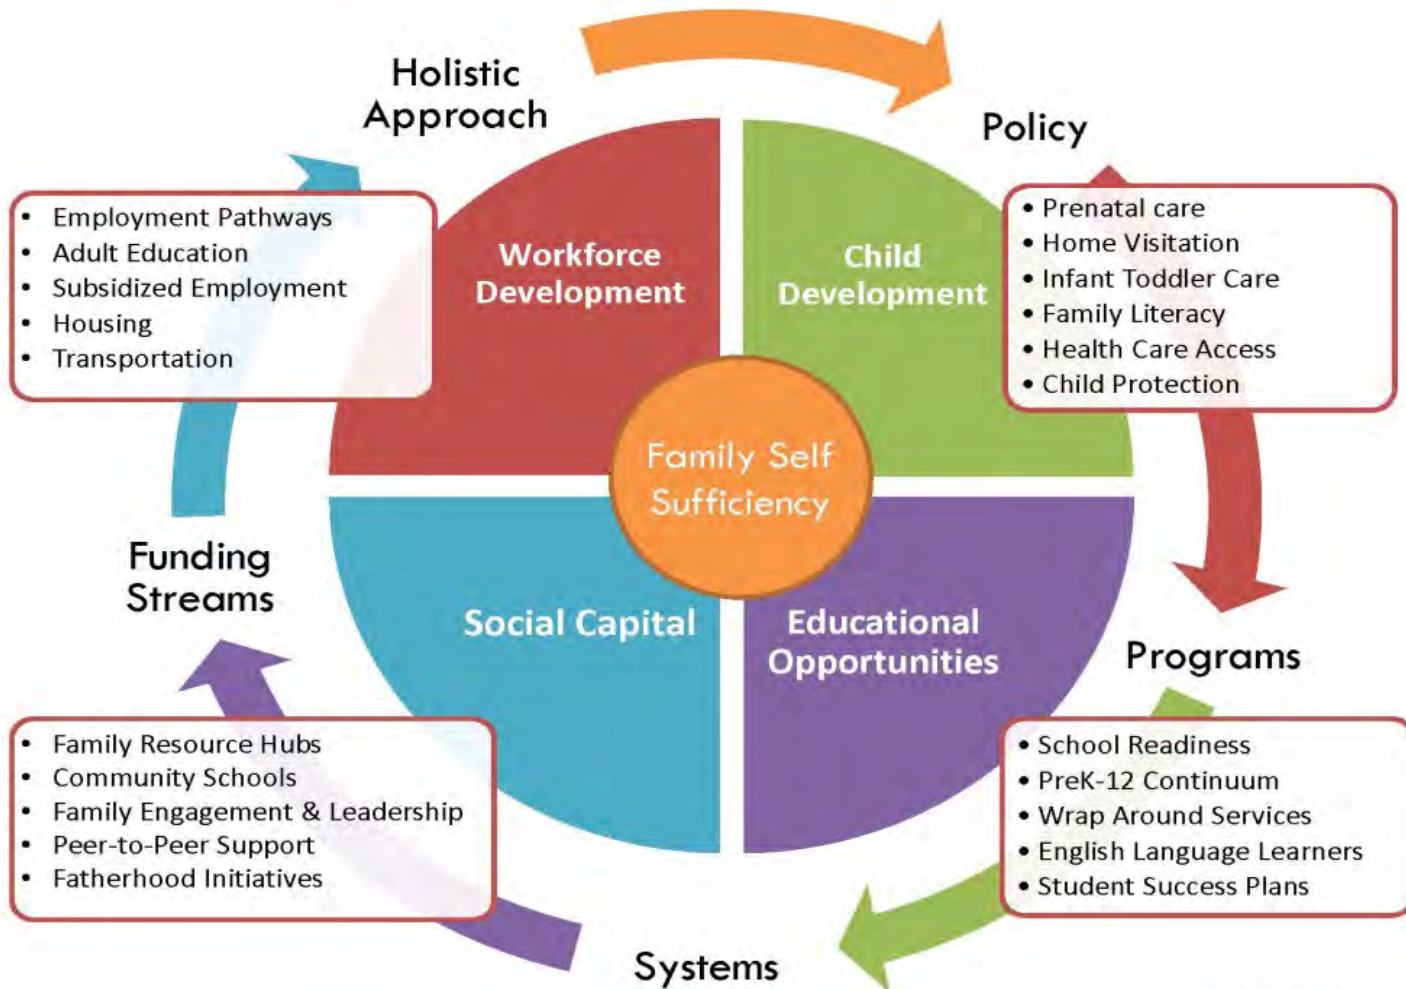 Holistic
Approach
Policy
• Employment Pathways
• Adult Education
• Subsidized Employment
• Housing
• Transportation
Workforce
Development
Child
Development
• Prenatal care
• Home Visitation
• Infant Toddler Care
• Family Literacy
• Health Care Access
• Child Protection
Family Self
Sufficiency
Funding
Streams
Social Capital
Educational
Opportunities
Programs
• Family Resource Hubs
• Community Schools
• Family Engagement & Leadership
• Peer-to-Peer Support
• Fatherhood Initiatives
• School Readiness
• PreK-12 Continuum
• Wrap Around Services
• English Language Learners
• Student Success Plans
Systems